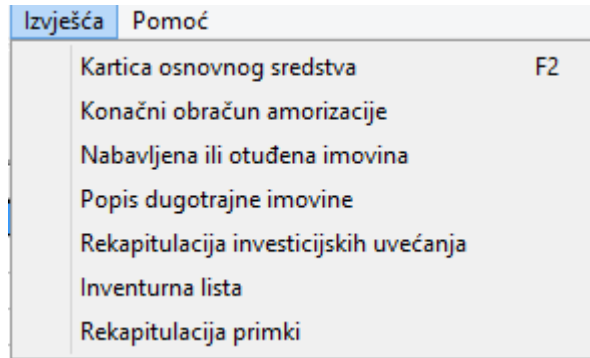 Izvješća Pomoć
Kartica osnovnog sredstva F2
Konačni obračun amorizacije
Nabavljena ili otuđena imovina
Popis dugotrajne imovine
Rekapitulacija investicijskih uvećanja
Inventurna lista
Rekapitulacija primki